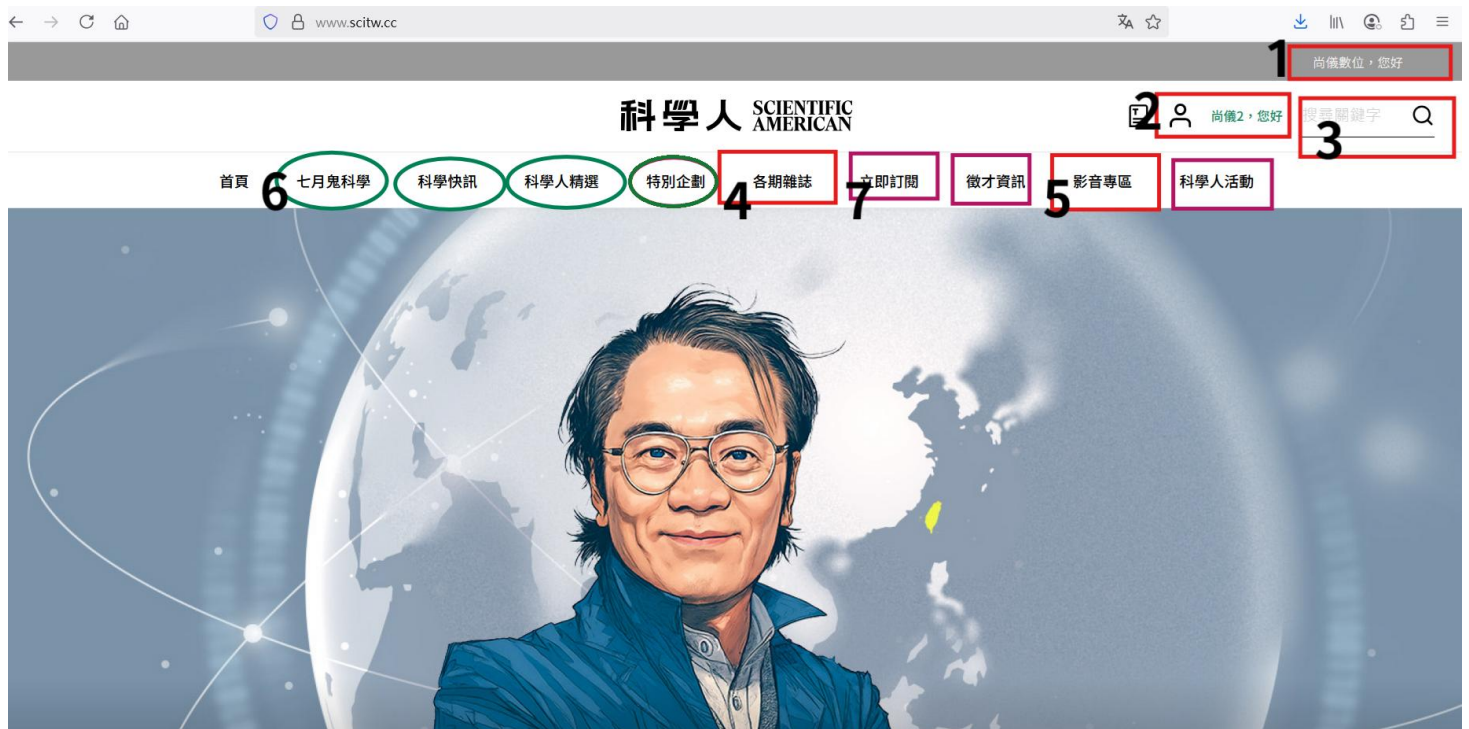 www.scitw.cc
1 尚儀數位，您好
科學人 SCIENTIFIC AMERICAN
2 尚儀2，您好
搜尋關鍵字
3
首頁 6 七月鬼科學 科學快訊 科學人精選 特別企劃 4 各期雜誌 7 立即訂閱 徵才資訊 5 影音專區 科學人活動